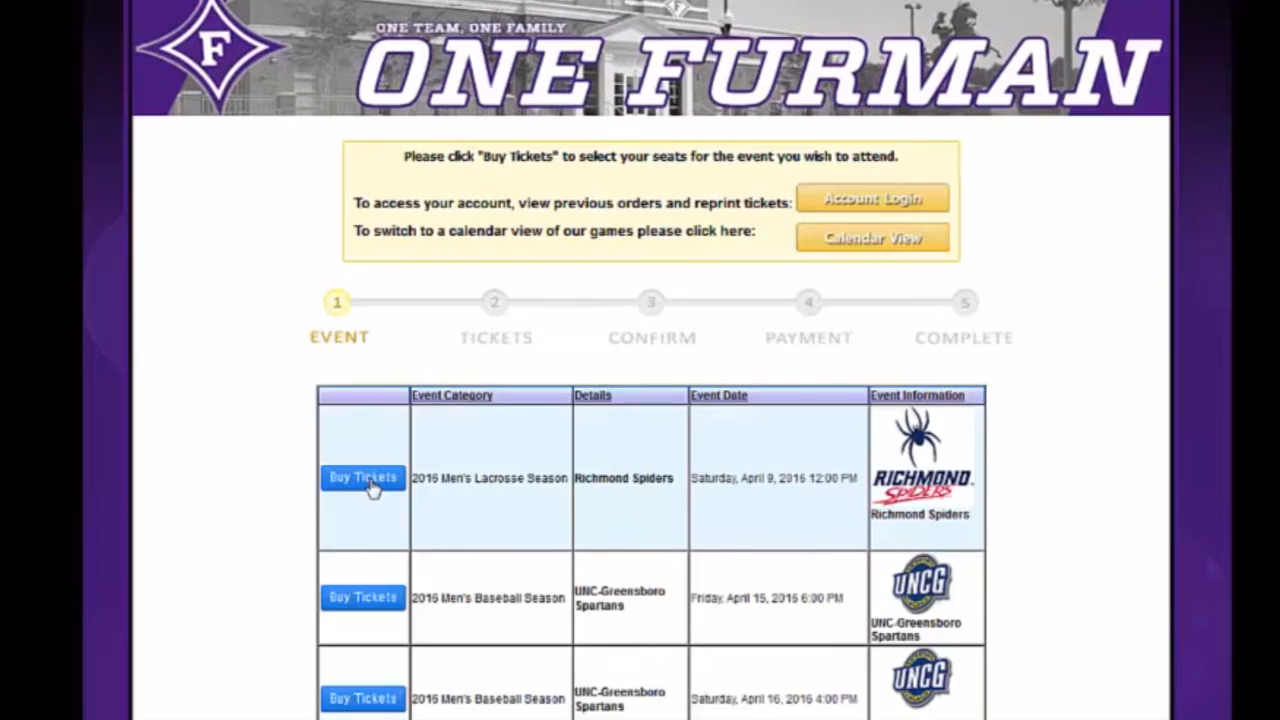 ONE TEAM, ONE FAMILY
F
ONE FURMAN
Please click "Buy Tickets" to select your seats for the event you wish to attend.
To access your account, view previous orders and reprint tickets: Account Login
To switch to a calendar view of our games please click here: Calendar View
1 2 3 4 5
EVENT TICKETS CONFIRM PAYMENT COMPLETE
Event Category Details Event Date Event Information
RICHMOND
SPIDERS
Buy Tickets 2016 Men's Lacrosse Season Richmond Spiders Saturday, April 9, 2016 12:00 PM
Richmond Spiders
UNCG
Buy Tickets 2016 Men's Baseball Season UNC-Greensboro Spartans Friday, April 15, 2016 6:00 PM
UNC-Greensboro
Spartans
UNCG
Buy Tickets 2016 Men's Baseball Season UNC-Greensboro Spartans Saturday, April 16, 2016 4:00 PM